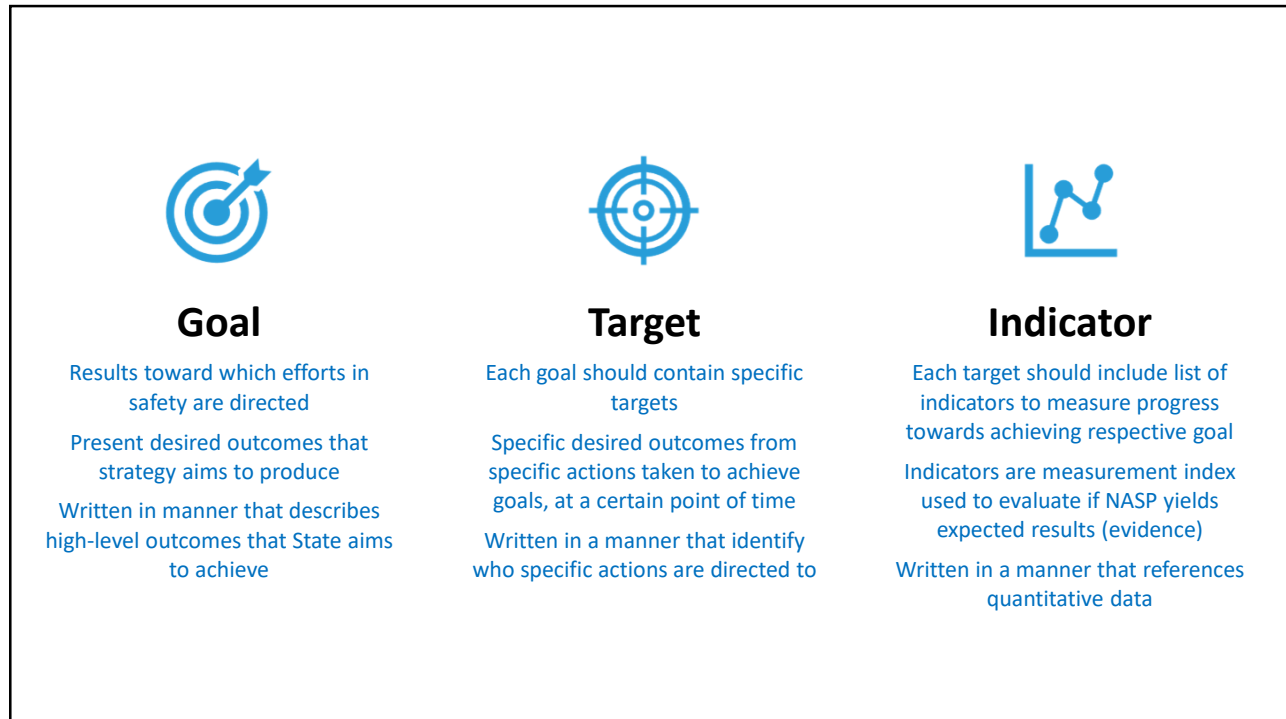 Goal
Results toward which efforts in
safety are directed
Present desired outcomes that
strategy aims to produce
Written in manner that describes
high-level outcomes that State aims
to achieve
Target
Each goal should contain specific
targets
Specific desired outcomes from
specific actions taken to achieve
goals, at a certain point of time
Written in a manner that identify
who specific actions are directed to
Indicator
Each target should include list of
indicators to measure progress
towards achieving respective goal
Indicators are measurement index
used to evaluate if NASP yields
expected results (evidence)
Written in a manner that references
quantitative data